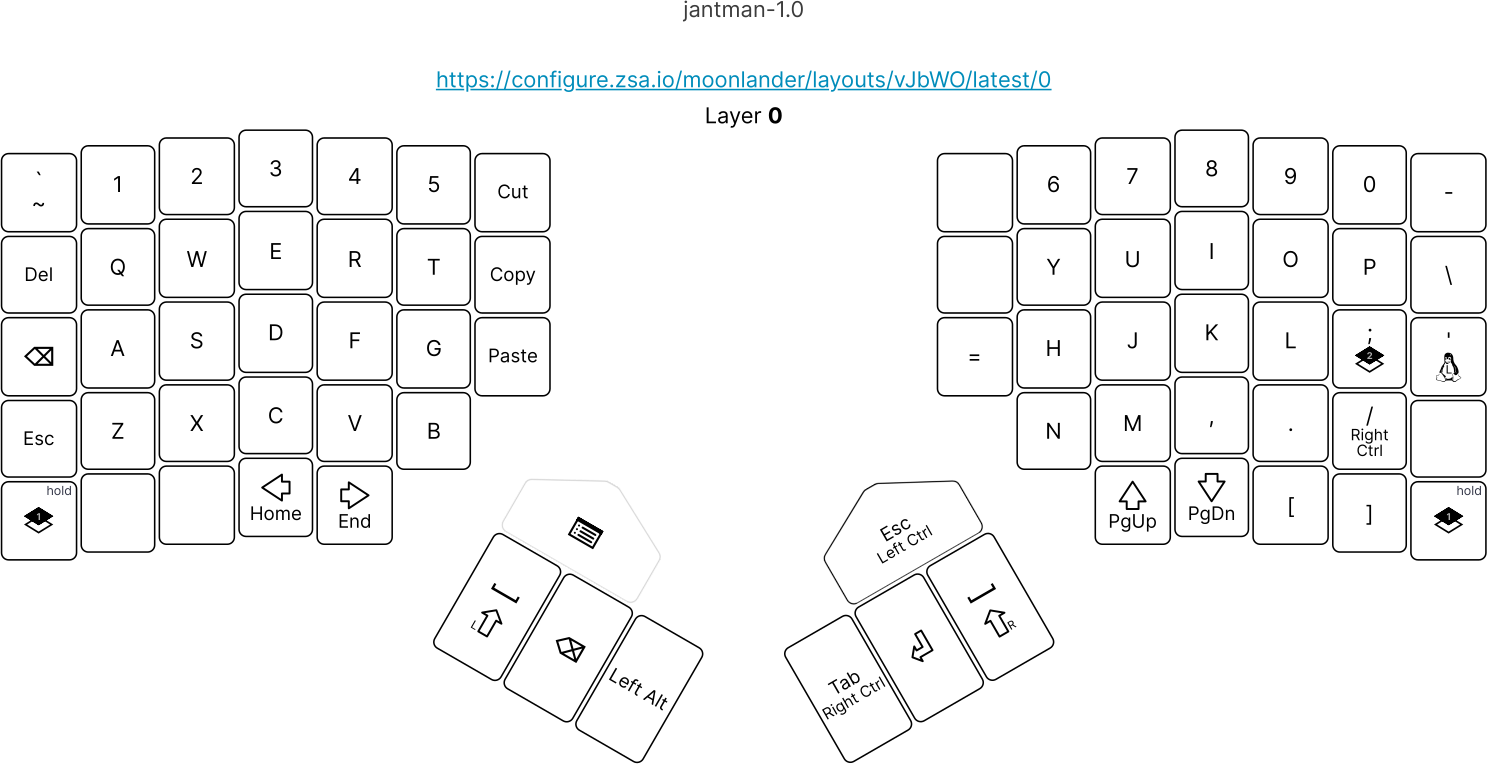 jantman-1.0
https://configure.zsa.io/moonlander/layouts/vJbWO/latest/0
Layer 0
` 1 2 3 4 5 Cut 6 7 8 9 0 -
~
Del Q W E R T Copy Y U I O P \
A S D F G Paste = H J K L ; '
2 L
Esc Z X C V B N M , . /
Right
Ctrl
hold hold
1 Home End PgUp PgDn [ ] 1
Esc
Left Ctrl
[ ]
L R
Left Alt Tab
Right Ctrl